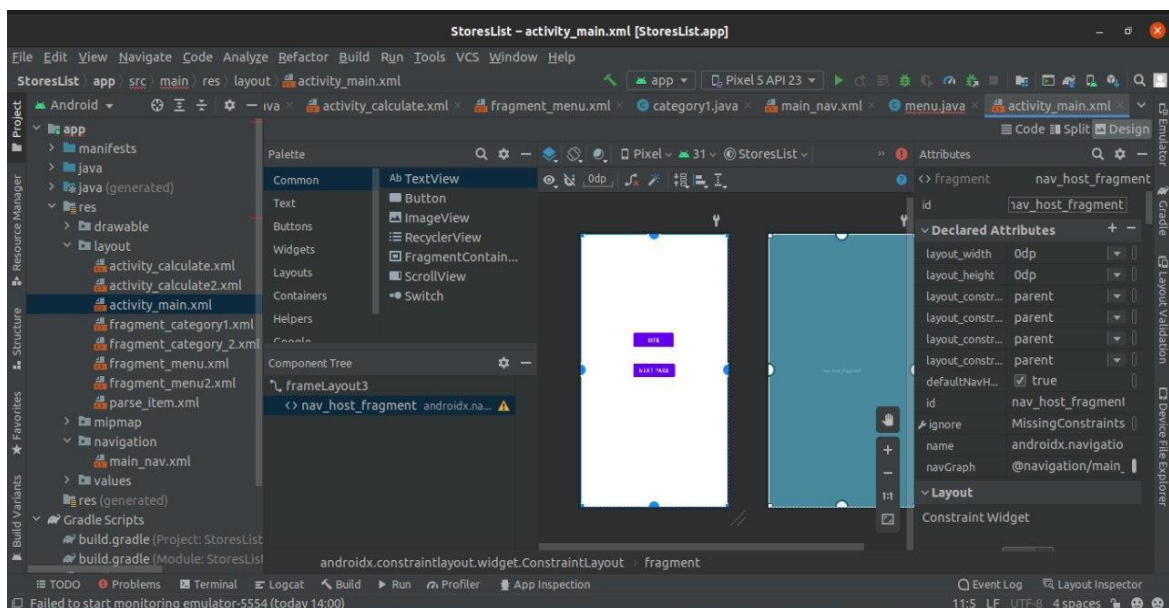 StoresList – activity_main.xml [StoresList.app]
File Edit View Navigate Code Analyze Refactor Build Run Tools VCS Window Help
StoresList app src main res layout activity_main.xml
app Pixel 5 API 23
Android
iva activity_calculate.xml fragment_menu.xml category1.java main_nav.xml menu.java activity_main.xml
Code Split Design
Project
Resource Manager
Structure
Favorites
Build Variants
app
manifests
java
java (generated)
res
drawable
layout
activity_calculate.xml
activity_calculate2.xml
activity_main.xml
fragment_category1.xml
fragment_category_2.xml
fragment_menu.xml
fragment_menu2.xml
parse_item.xml
mipmap
navigation
main_nav.xml
values
res (generated)
Gradle Scripts
build.gradle (Project: StoresList
build.gradle (Module: StoresLis
Palette
Common
Text
Buttons
Widgets
Layouts
Containers
Helpers
Google
Ab TextView
Button
ImageView
RecyclerView
FragmentContain...
ScrollView
Switch
Component Tree
frameLayout3
nav_host_fragment androidx.na...
Pixel 31 StoresList
0dp
NEXT PAGE
nav_host_fragment
1:1
Attributes
fragment nav_host_fragment
id nav_host_fragment
Declared Attributes
layout_width 0dp
layout_height 0dp
layout_constr... parent
layout_constr... parent
layout_constr... parent
layout_constr... parent
defaultNavH... true
id nav_host_fragment
ignore MissingConstraints
name androidx.navigatio
navGraph @navigation/main_
Layout
Constraint Widget
Emulator
Gradle
Layout Validation
Device File Explorer
androidx.constraintlayout.widget.ConstraintLayout fragment
TODO Problems Terminal Logcat Build Run Profiler App Inspection Event Log Layout Inspector
Failed to start monitoring emulator-5554 (today 14:00) 11:5 LF UTF-8 4 spaces